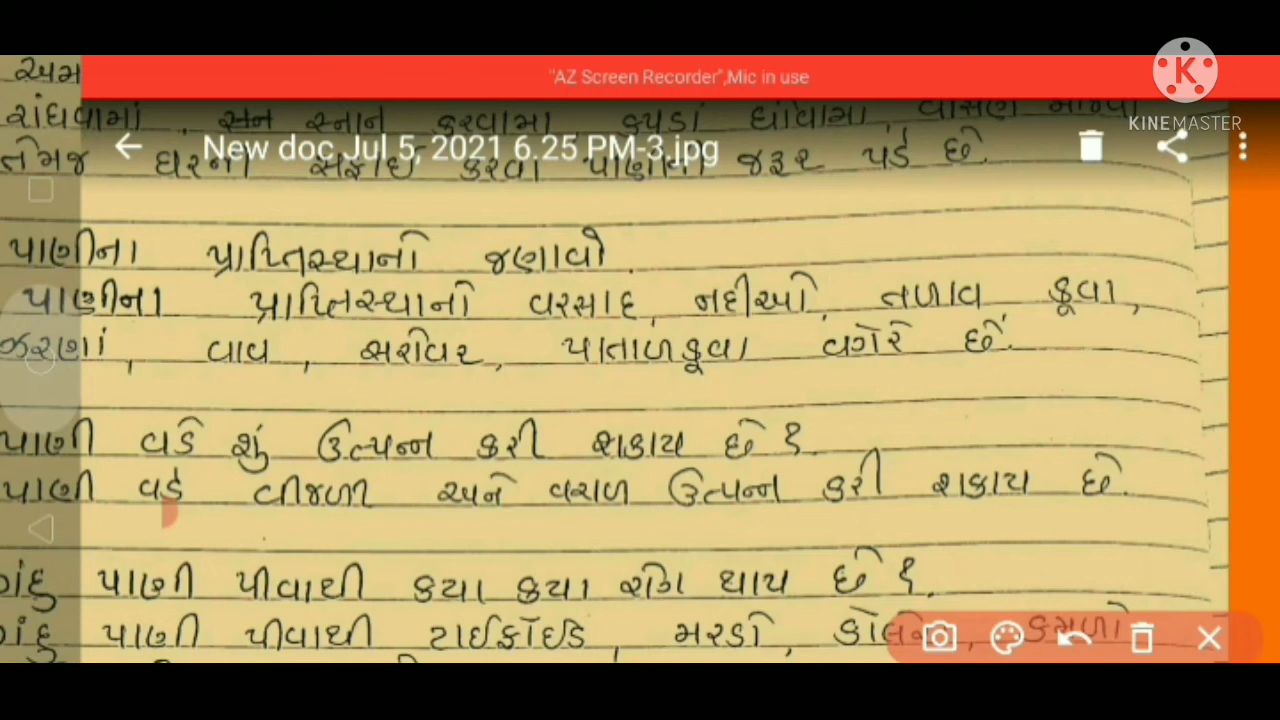 "AZ Screen Recorder",Mic in use
KINEMASTER
New doc Jul 5, 2021 6.25 PM-3.jpg
રાંધવામાં , સ્નાન કરવામા , કપડાં ધોવામા
તેમજ ઘરની સફાઈ કરવા પાણીની જરૂર પડે છે.
પાણીના પ્રાપ્તિસ્થાનો જણાવો.
પાણીના પ્રાપ્તિસ્થાનો વરસાદ, નદીઓ, તળાવ કૂવા,
ઝરણાં, વાવ, સરોવર, પાતાળકૂવા વગેરે છે.
પાણી વડે શું ઉત્પન્ન કરી શકાય છે ?
પાણી વડે વીજળી અને વરાળ ઉત્પન્ન કરી શકાય છે.
ગંદુ પાણી પીવાથી કયા કયા રોગ થાય છે ?
ગંદુ પાણી પીવાથી ટાઈફોઈડ, મરડો, કમળો